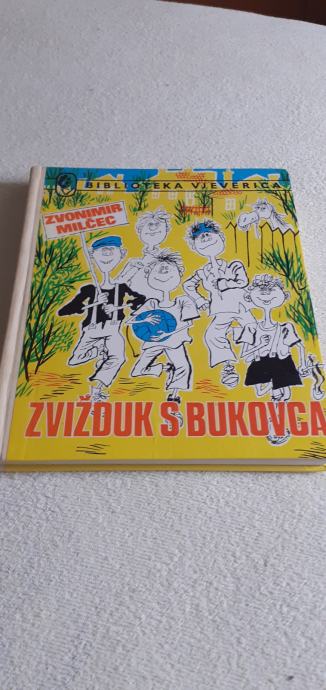 BIBLIOTEKA VJEVERICA
ZVONIMIR
MILČEC
ZVIŽDUK S BUKOVCA